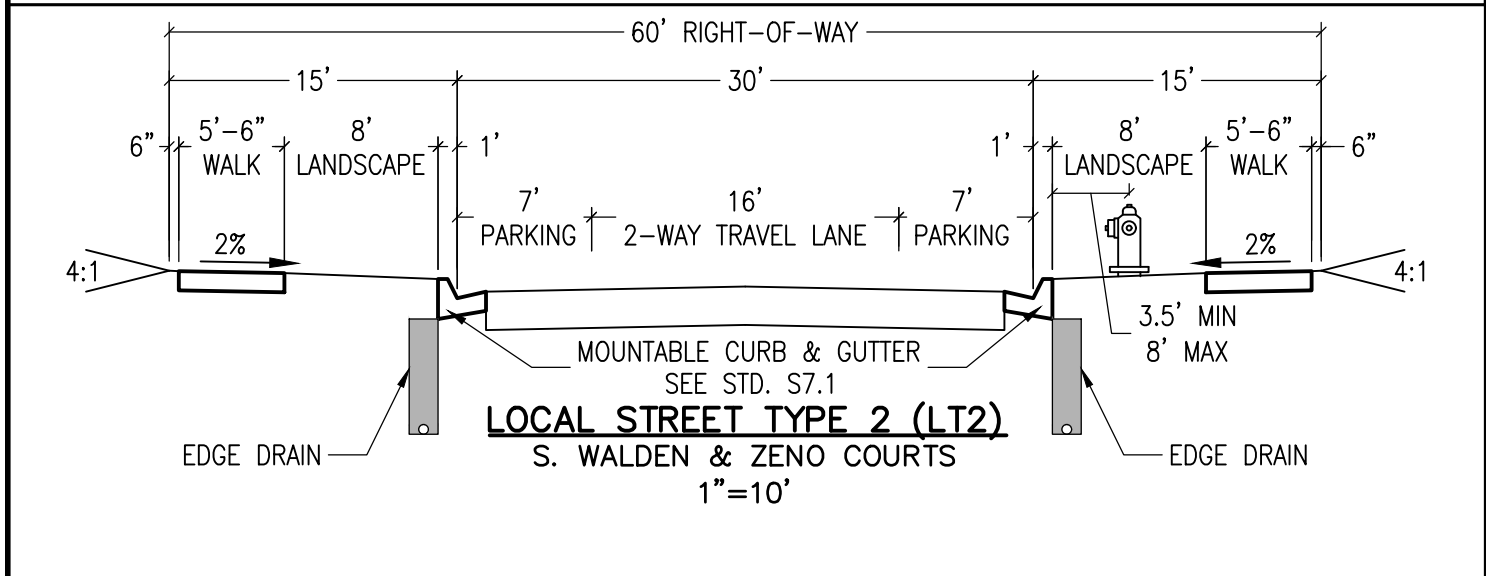 60' RIGHT-OF-WAY
15' 30' 15'
6" 5'-6" 8' 1' 1' 8' 5'-6" 6"
WALK LANDSCAPE LANDSCAPE WALK
7' 16' 7'
PARKING 2-WAY TRAVEL LANE PARKING
2% 2%
4:1 4:1
3.5' MIN
8' MAX
MOUNTABLE CURB & GUTTER
SEE STD. S7.1
LOCAL STREET TYPE 2 (LT2)
EDGE DRAIN S. WALDEN & ZENO COURTS EDGE DRAIN
1"=10'